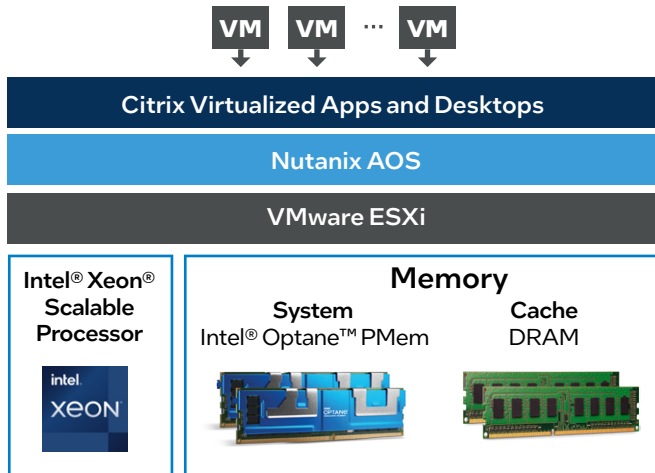 VM VM ... VM
Citrix Virtualized Apps and Desktops
Nutanix AOS
VMware ESXi
Intel® Xeon®
Scalable
Processor
intel.
xeon
Memory
System
Intel® Optane™ PMem
Cache
DRAM
OPTANE